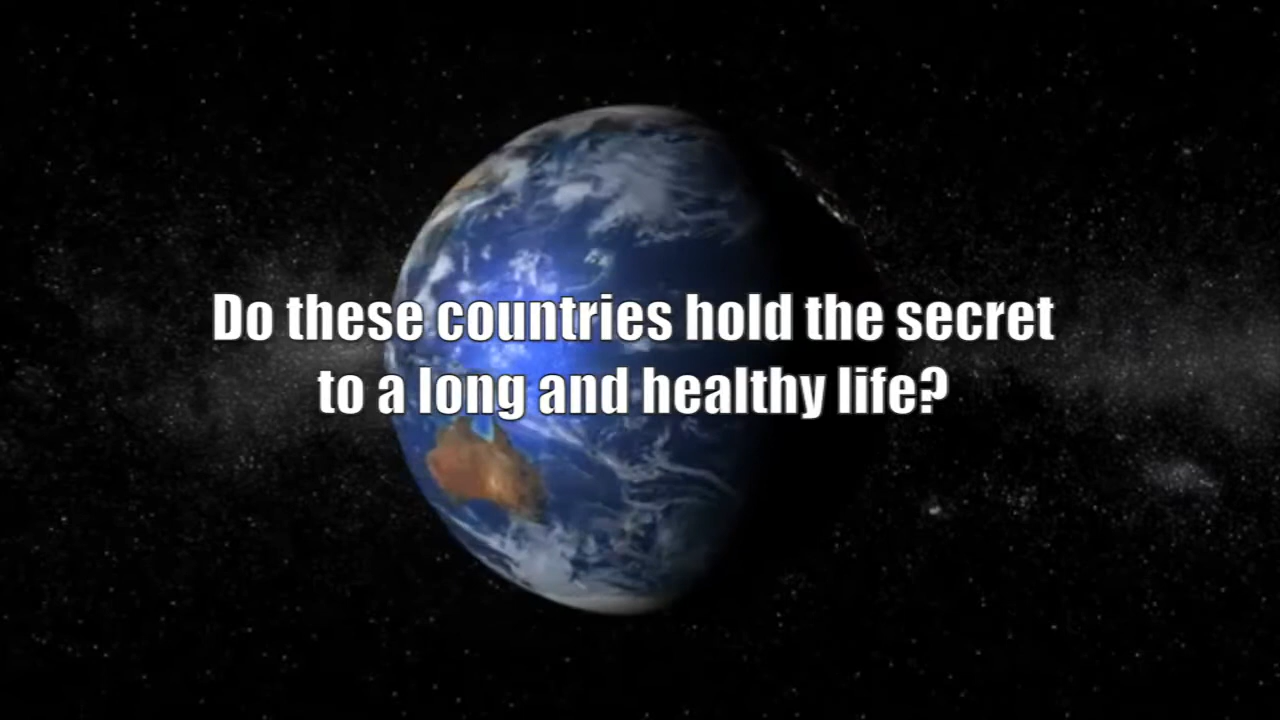 Do these countries hold the secret
to a long and healthy life?